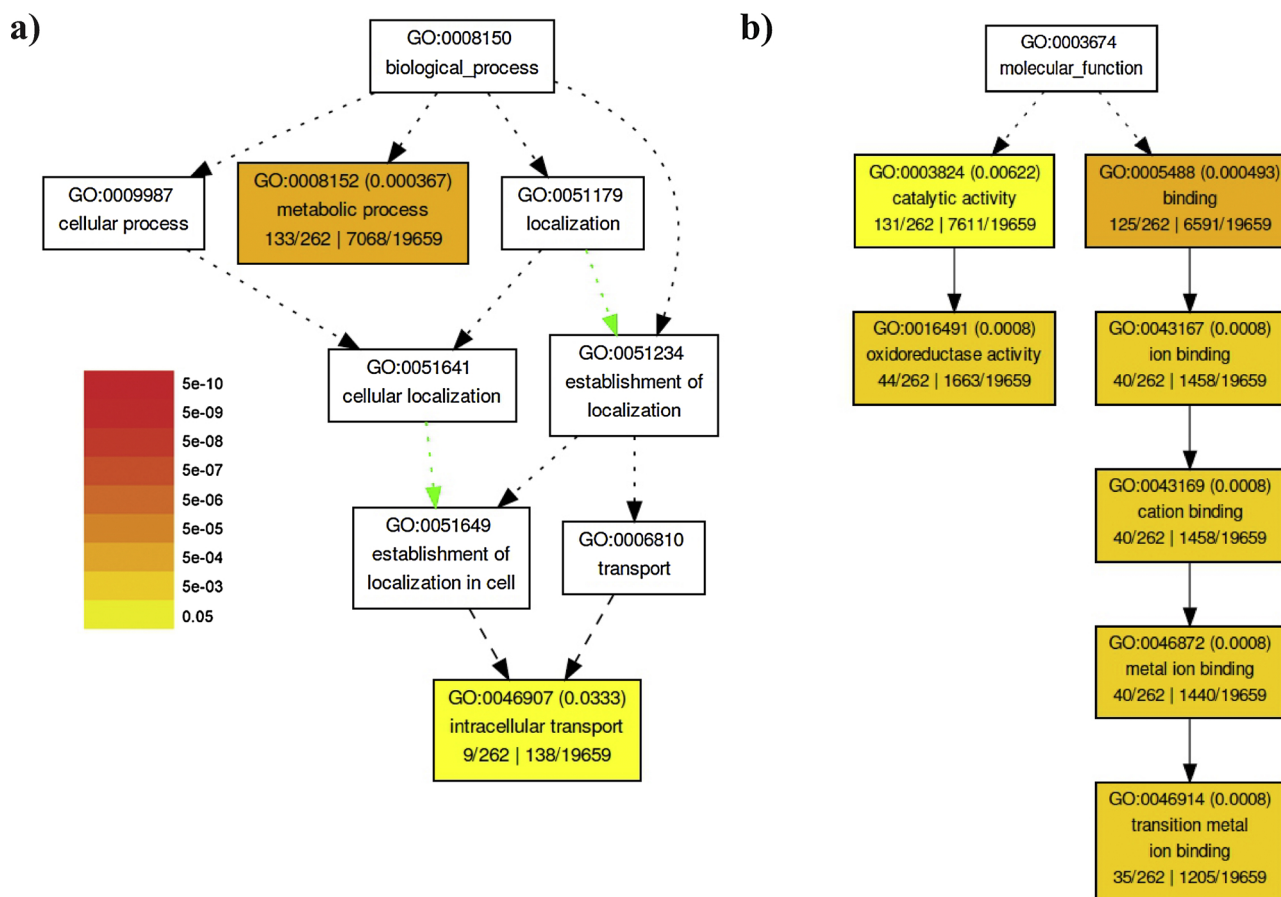 a)
GO:0008150
biological_process
GO:0009987
cellular process
GO:0008152 (0.000367)
metabolic process
133/262 | 7068/19659
GO:0051179
localization
GO:0051641
cellular localization
GO:0051234
establishment of
localization
5e-10
5e-09
5e-08
5e-07
5e-06
5e-05
5e-04
5e-03
0.05
GO:0051649
establishment of
localization in cell
GO:0006810
transport
GO:0046907 (0.0333)
intracellular transport
9/262 | 138/19659
b)
GO:0003674
molecular_function
GO:0003824 (0.00622)
catalytic activity
131/262 | 7611/19659
GO:0005488 (0.000493)
binding
125/262 | 6591/19659
GO:0016491 (0.0008)
oxidoreductase activity
44/262 | 1663/19659
GO:0043167 (0.0008)
ion binding
40/262 | 1458/19659
GO:0043169 (0.0008)
cation binding
40/262 | 1458/19659
GO:0046872 (0.0008)
metal ion binding
40/262 | 1440/19659
GO:0046914 (0.0008)
transition metal
ion binding
35/262 | 1205/19659